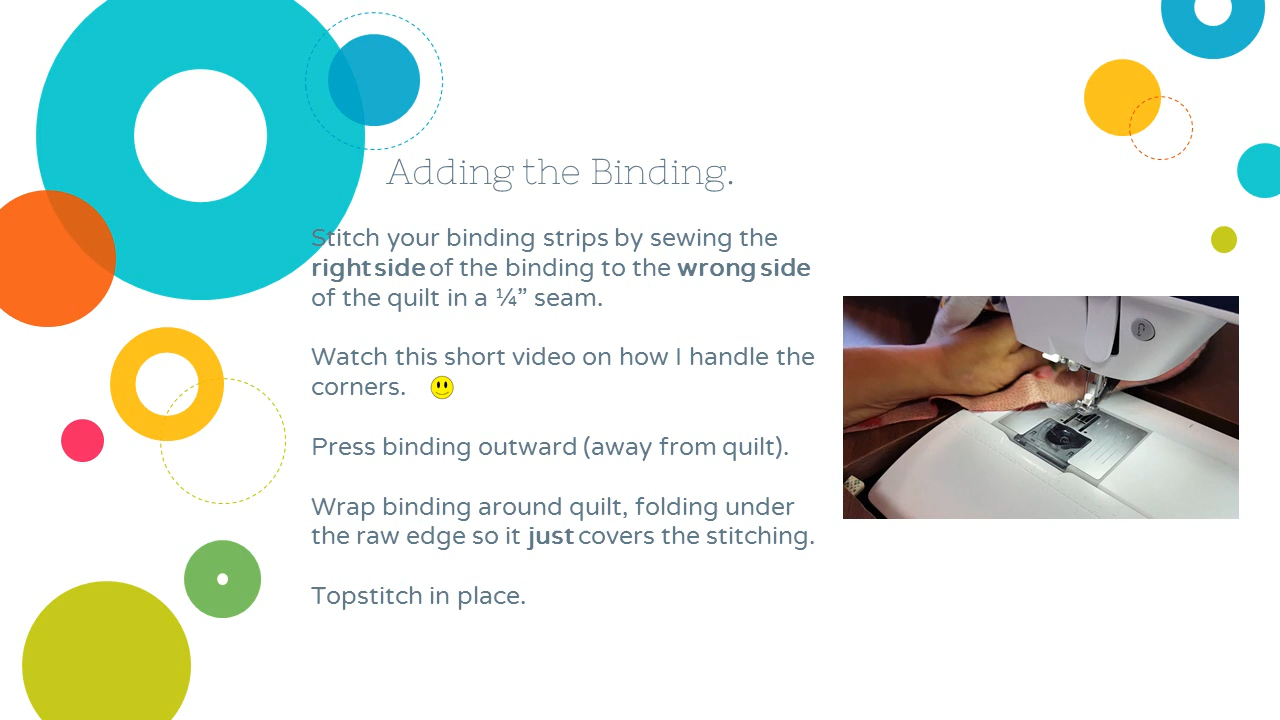 Adding the Binding.
Stitch your binding strips by sewing the
right side of the binding to the wrong side
of the quilt in a ¼” seam.
Watch this short video on how I handle the
corners.
Press binding outward (away from quilt).
Wrap binding around quilt, folding under
the raw edge so it just covers the stitching.
Topstitch in place.